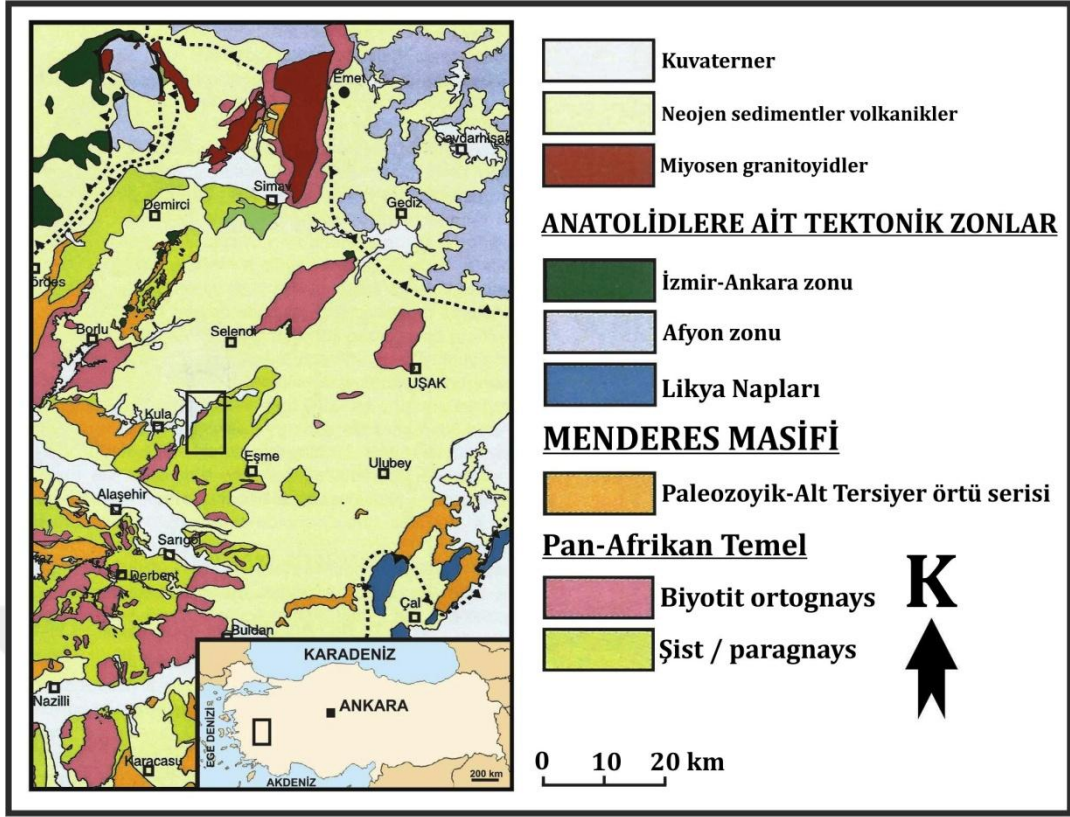 Emet
Çavdarhisar
Simav
Gediz
Demirci
Gördes
Borlu
Selendi
UŞAK
Kula
Eşme
Ulubey
Alaşehir
Sarıgöl
Derbent
Çal
Buldan
Nazilli
Karacasu
KARADENİZ
ANKARA
EGE DENİZİ
AKDENİZ
200 km
Kuvaterner
Neojen sedimentler volkanikler
Miyosen granitoyidler
ANATOLİDLERE AİT TEKTONİK ZONLAR
İzmir-Ankara zonu
Afyon zonu
Likya Napları
MENDERES MASİFİ
Paleozoyik-Alt Tersiyer örtü serisi
Pan-Afrikan Temel
Biyotit ortognays
Şist / paragnays
K
0 10 20 km